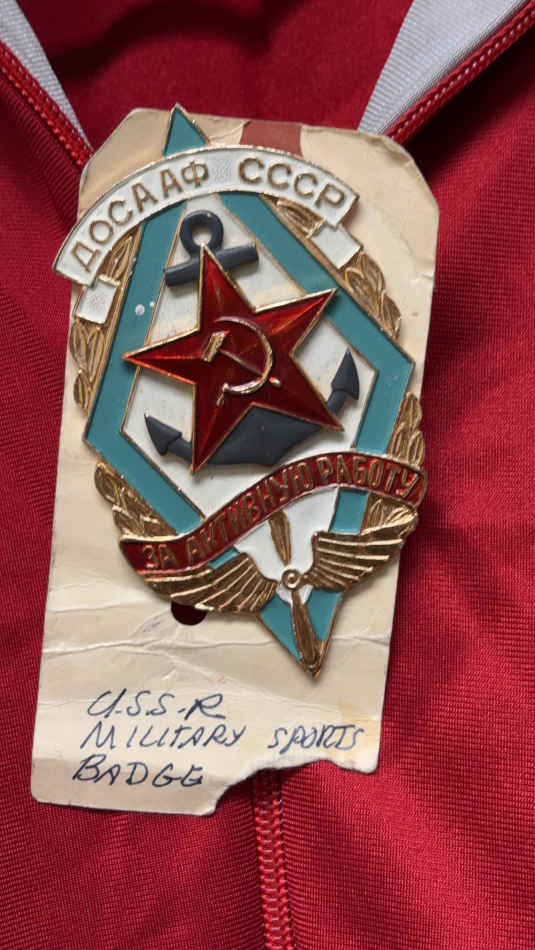 ДОСААФ СССР
ЗА АКТИВНУЮ РАБОТУ
U.S.S.R
MILITARY SPORTS
BADGE